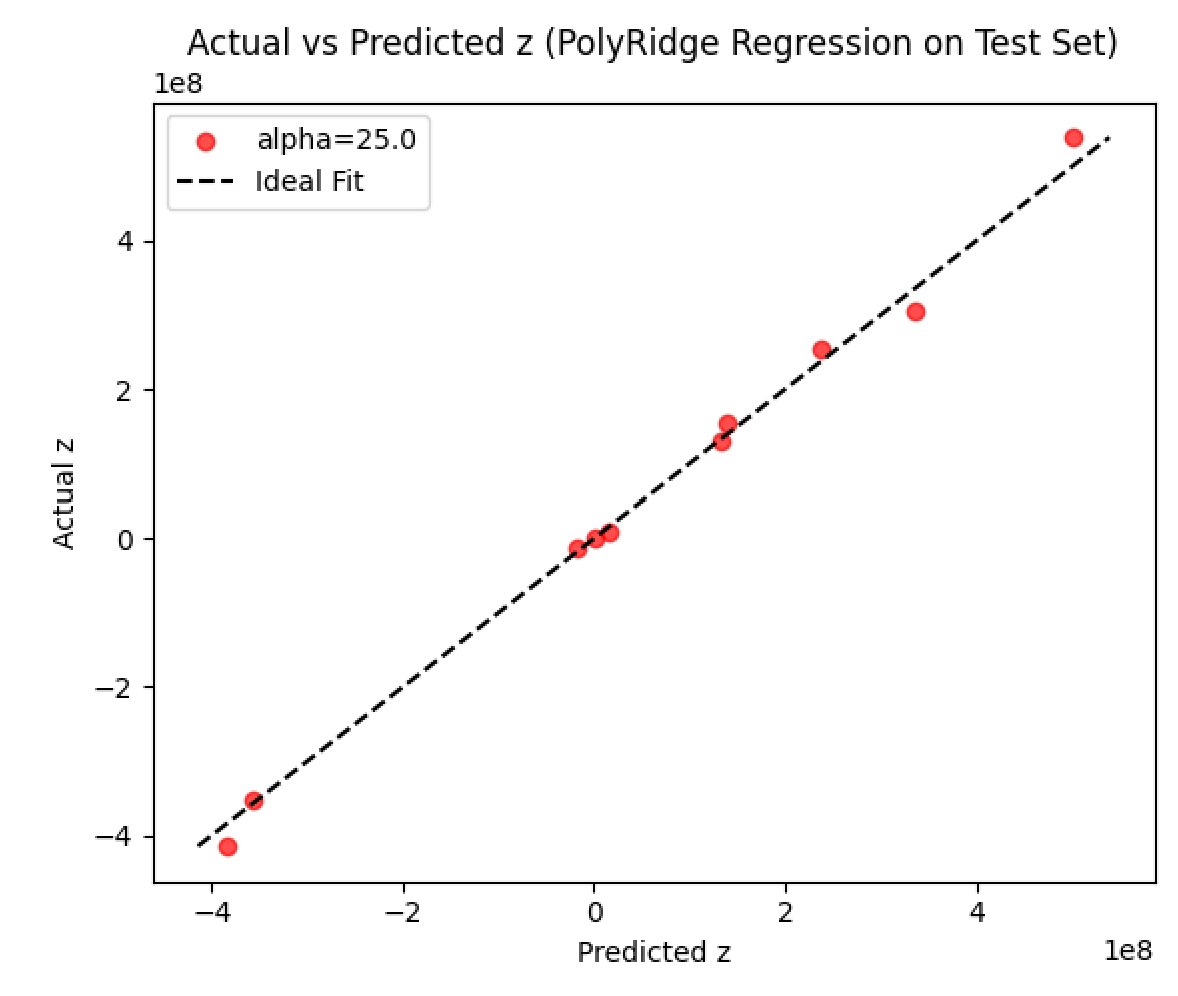 Actual vs Predicted z (PolyRidge Regression on Test Set)
1e8
alpha=25.0
Ideal Fit
4
2
0
−2
−4
Actual z
−4 −2 0 2 4
Predicted z
1e8